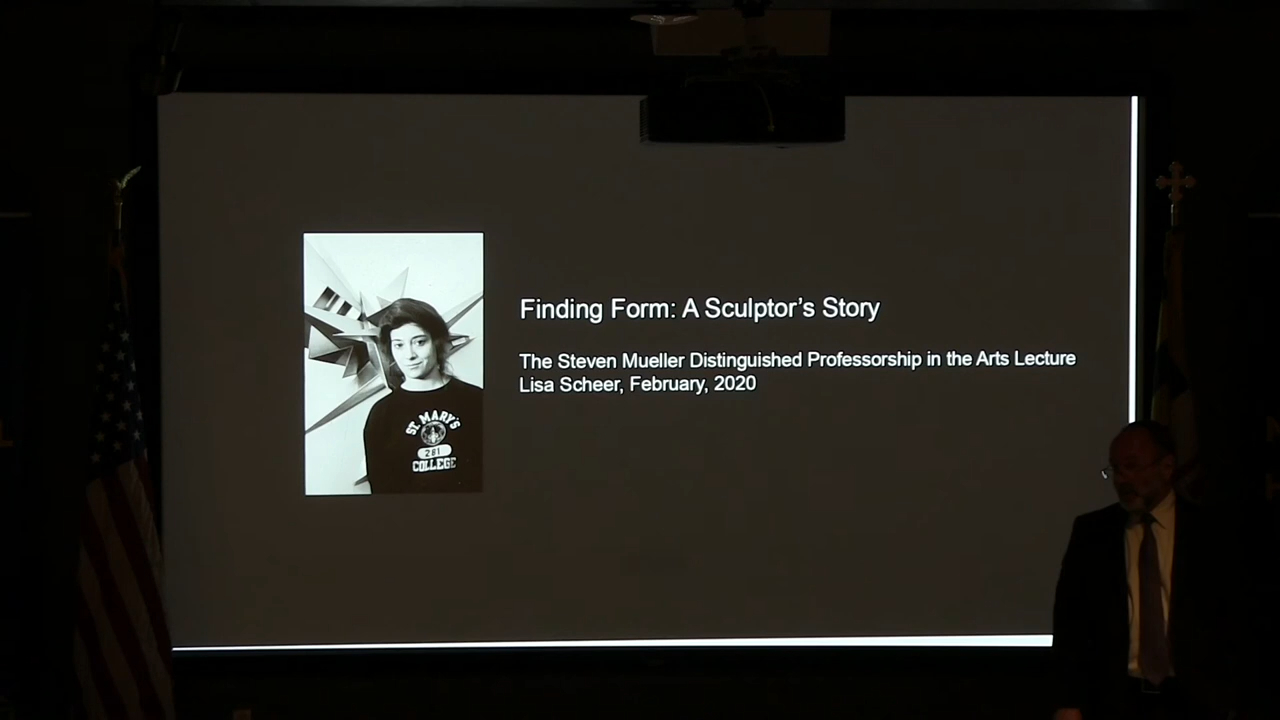 Finding Form: A Sculptor's Story
The Steven Mueller Distinguished Professorship in the Arts Lecture
Lisa Scheer, February, 2020
ST. MARY'S
281
COLLEGE